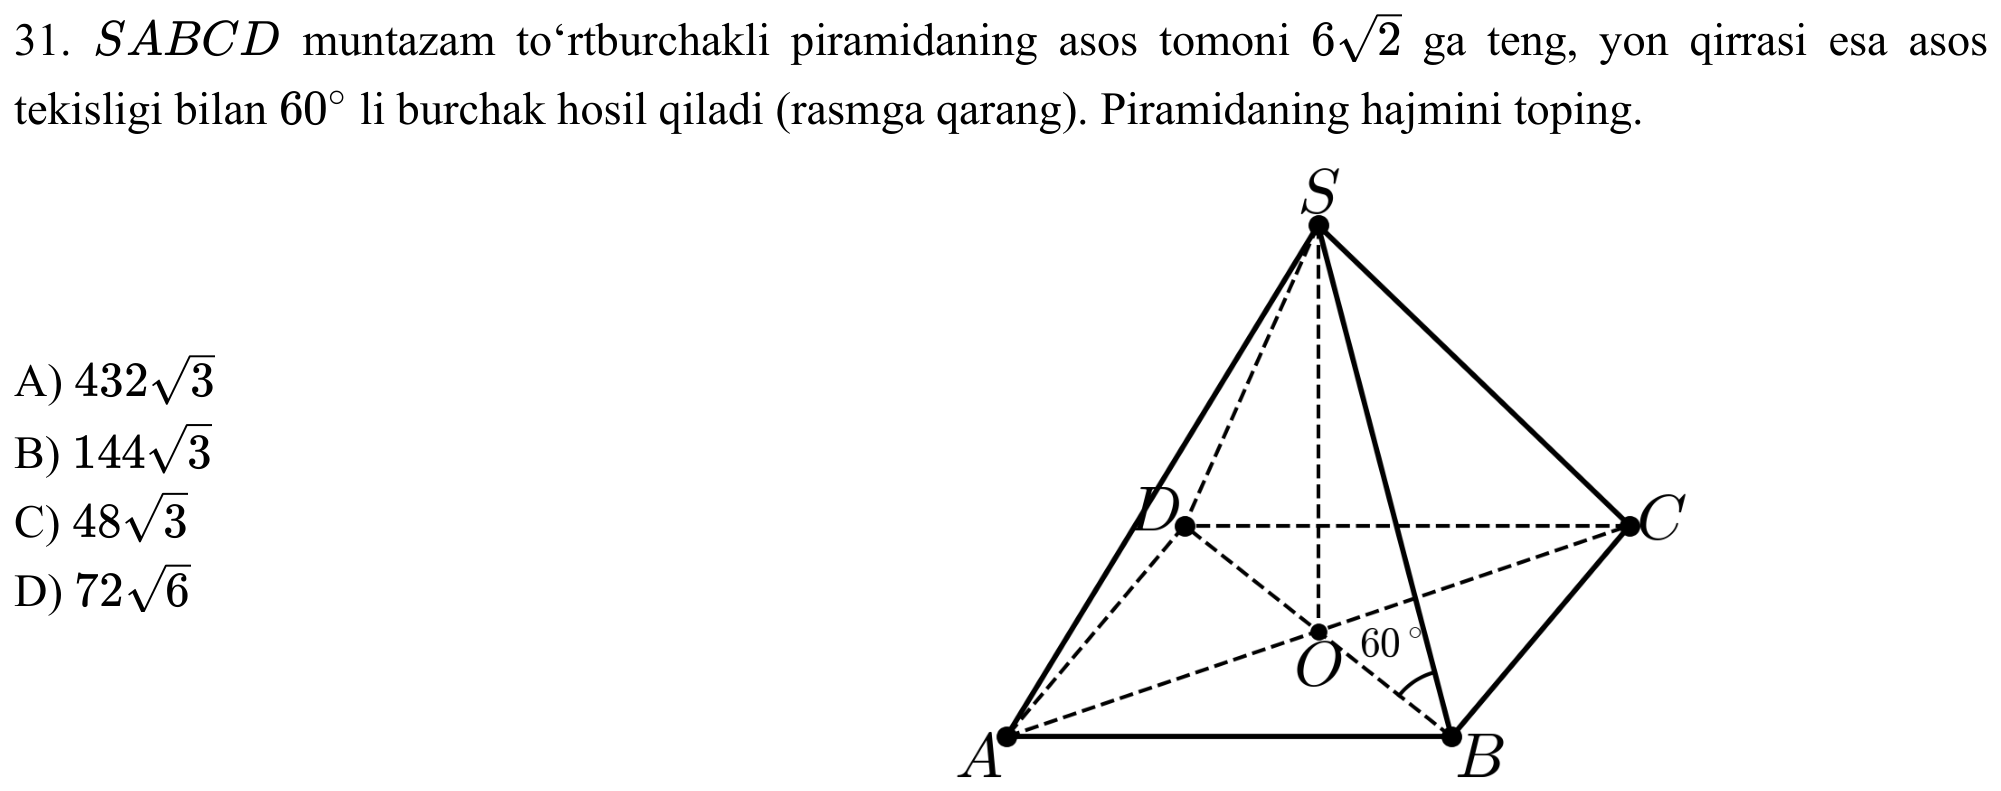 31. SABCD muntazam to‘rtburchakli piramidaning asos tomoni 6√2 ga teng, yon qirrasi esa asos
tekisligi bilan 60° li burchak hosil qiladi (rasmga qarang). Piramidaning hajmini toping.
S
A) 432√3
B) 144√3
C) 48√3
D) 72√6
D
C
60°
O
A
B